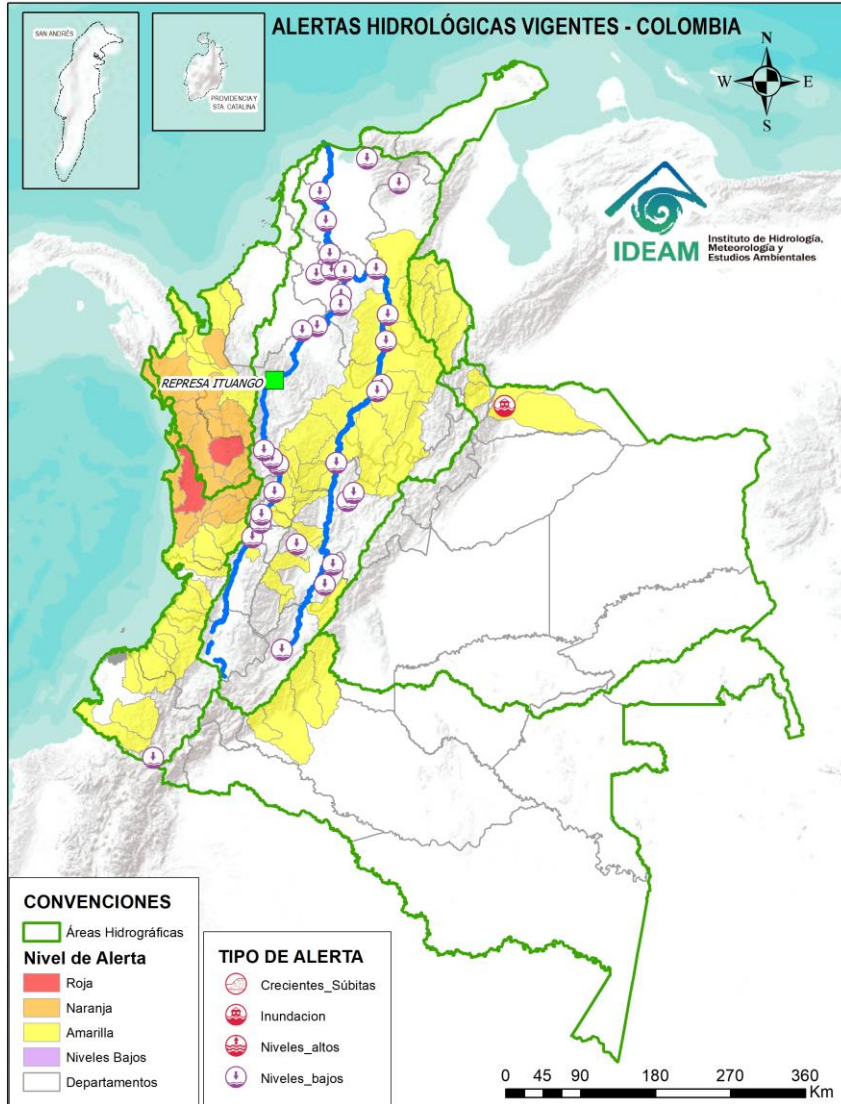 ALERTAS HIDROLÓGICAS VIGENTES - COLOMBIA
SAN ANDRÉS
PROVIDENCIA Y
STA. CATALINA
N
W
E
S
IDEAM
Instituto de Hidrología,
Meteorología y
Estudios Ambientales
REPRESA ITUANGO
CONVENCIONES
Áreas Hidrográficas
Nivel de Alerta
Roja
Naranja
Amarilla
Niveles Bajos
Departamentos
TIPO DE ALERTA
Crecientes_Súbitas
Inundacion
Niveles_altos
Niveles_bajos
0 45 90 180 270 360
Km